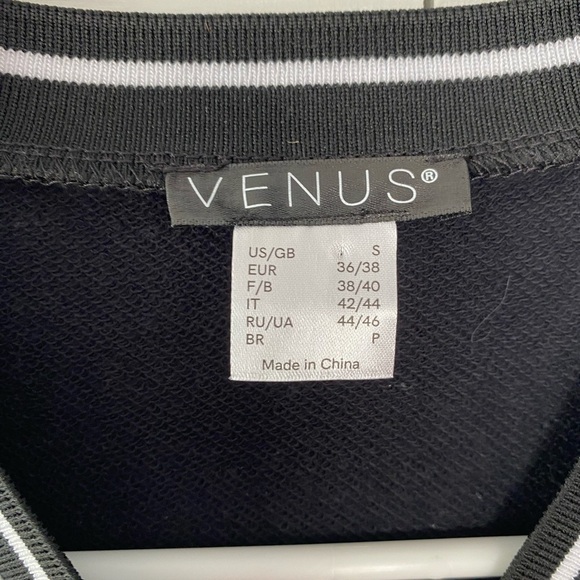 VENUS®
US/GB S
EUR 36/38
F/B 38/40
IT 42/44
RU/UA 44/46
BR P
Made in China